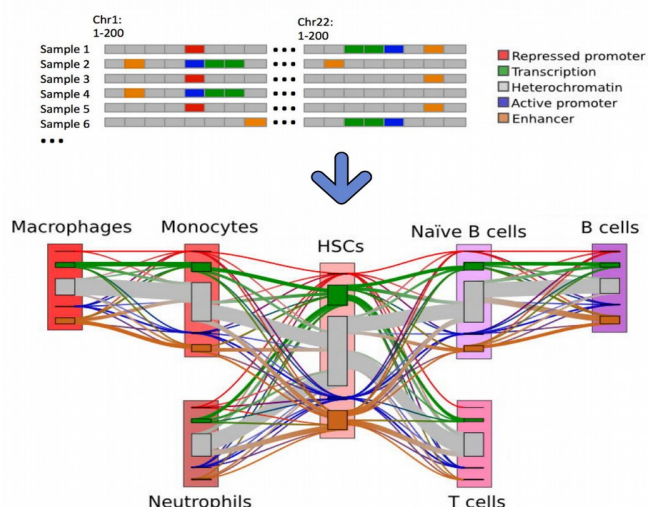 Chr1:
1-200
Chr22:
1-200
Sample 1
Sample 2
Sample 3
Sample 4
Sample 5
Sample 6
Repressed promoter
Transcription
Heterochromatin
Active promoter
Enhancer
Macrophages
Monocytes
HSCs
Naïve B cells
B cells
Neutrophils
T cells